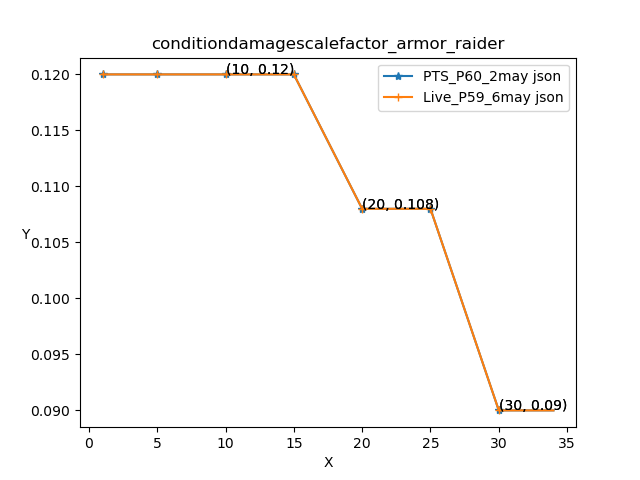 conditiondamagescalefactor_armor_raider
0.120
0.115
0.110
0.105
0.100
0.095
0.090
Y
(10, 0.12)
(20, 0.108)
(30, 0.09)
PTS_P60_2may json
Live_P59_6may json
0 5 10 15 20 25 30 35
X